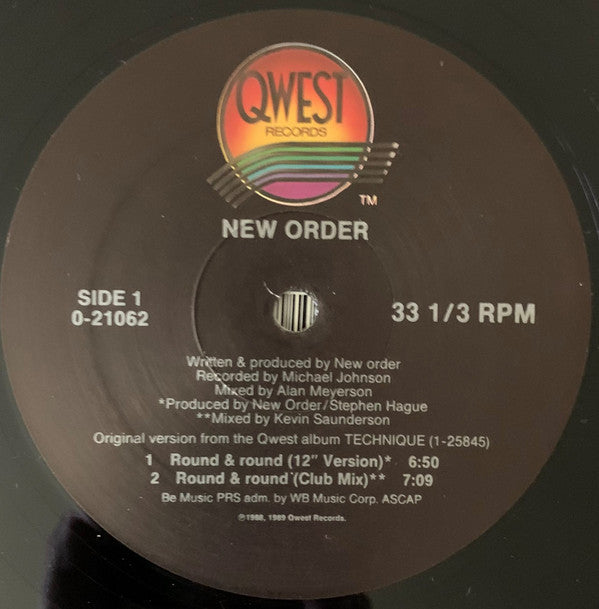 QWEST
RECORDS
TM
NEW ORDER
SIDE 1
0-21062
33 1/3 RPM
Written & produced by New order
Recorded by Michael Johnson
Mixed by Alan Meyerson
*Produced by New Order/Stephen Hague
**Mixed by Kevin Saunderson
Original version from the Qwest album TECHNIQUE (1-25845)
1 Round & round (12" Version)* 6:50
2 Round & round (Club Mix)** 7:09
Be Music PRS adm. by WB Music Corp. ASCAP
℗1988, 1989 Qwest Records.